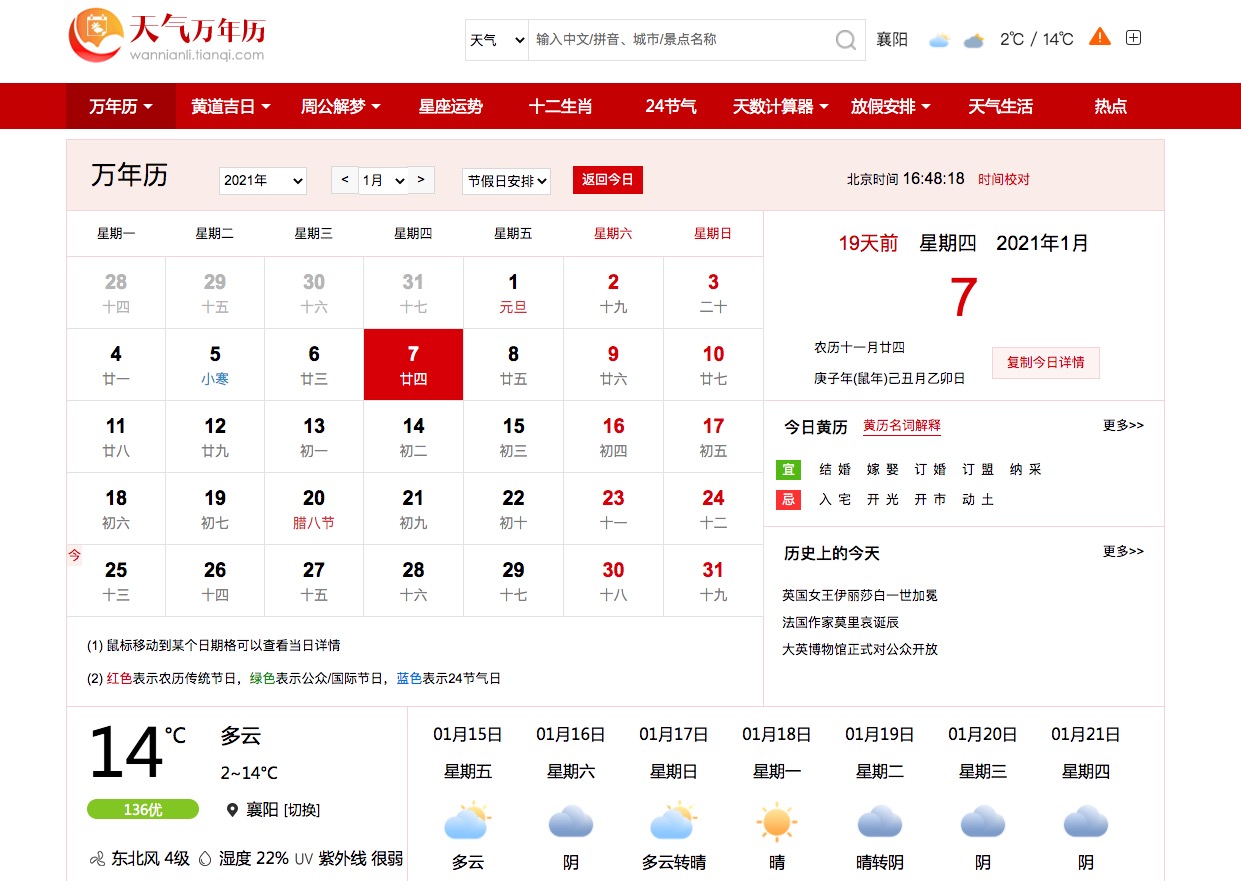 天气万年历
wannianli.tianqi.com
天气 输入中文/拼音、城市/景点名称 襄阳 2℃ / 14℃
万年历 黄道吉日 周公解梦 星座运势 十二生肖 24节气 天数计算器 放假安排 天气生活 热点
万年历 2021年 < 1月 > 节假日安排 返回今日 北京时间 16:48:18 时间校对
星期一 星期二 星期三 星期四 星期五 星期六 星期日
28 29 30 31 1 2 3
十四 十五 十六 十七 元旦 十九 二十
4 5 6 7 8 9 10
廿一 小寒 廿三 廿四 廿五 廿六 廿七
11 12 13 14 15 16 17
廿八 廿九 初一 初二 初三 初四 初五
18 19 20 21 22 23 24
初六 初七 腊八节 初九 初十 十一 十二
今
25 26 27 28 29 30 31
十三 十四 十五 十六 十七 十八 十九
(1) 鼠标移动到某个日期格可以查看当日详情
(2) 红色表示农历传统节日，绿色表示公众/国际节日，蓝色表示24节气日
19天前 星期四 2021年1月
7
农历十一月廿四
庚子年(鼠年)己丑月乙卯日
复制今日详情
今日黄历 黄历名词解释 更多>>
宜 结婚 嫁娶 订婚 订盟 纳采
忌 入宅 开光 开市 动土
历史上的今天 更多>>
英国女王伊丽莎白一世加冕
法国作家莫里哀诞辰
大英博物馆正式对公众开放
14℃ 多云
2~14℃
136优 襄阳 [切换]
东北风 4级 湿度 22% UV 紫外线 很弱
01月15日 01月16日 01月17日 01月18日 01月19日 01月20日 01月21日
星期五 星期六 星期日 星期一 星期二 星期三 星期四
多云 阴 多云转晴 晴 晴转阴 阴 阴